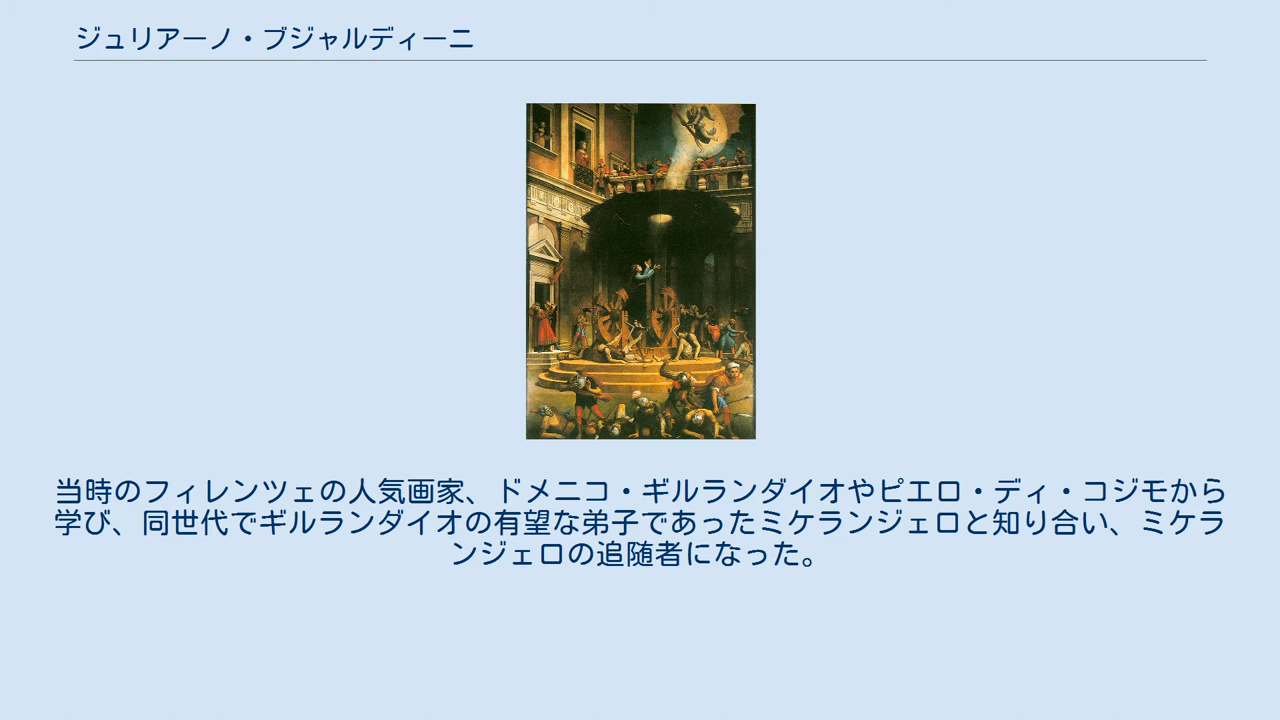 ジュリアーノ・ブジャルディーニ
当時のフィレンツェの人気画家、ドメニコ・ギルランダイオやピエロ・ディ・コジモから
学び、同世代でギルランダイオの有望な弟子であったミケランジェロと知り合い、ミケラ
ンジェロの追随者になった。